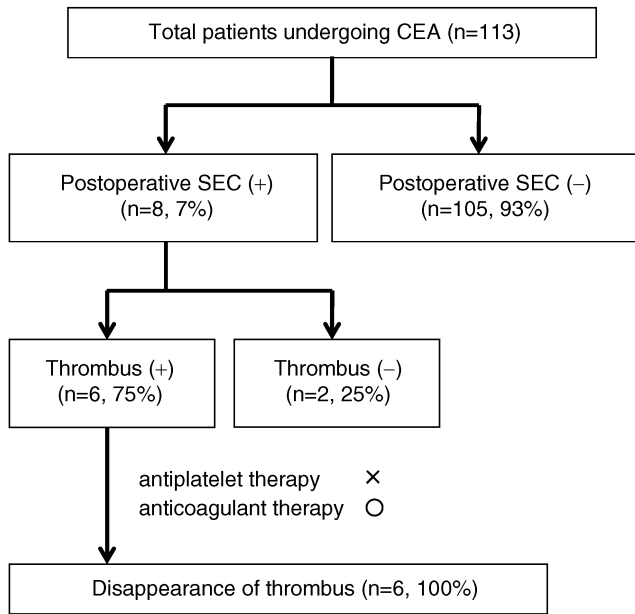 Total patients undergoing CEA (n=113)
Postoperative SEC (+)
(n=8, 7%)
Postoperative SEC (−)
(n=105, 93%)
Thrombus (+)
(n=6, 75%)
Thrombus (−)
(n=2, 25%)
antiplatelet therapy ×
anticoagulant therapy ○
Disappearance of thrombus (n=6, 100%)